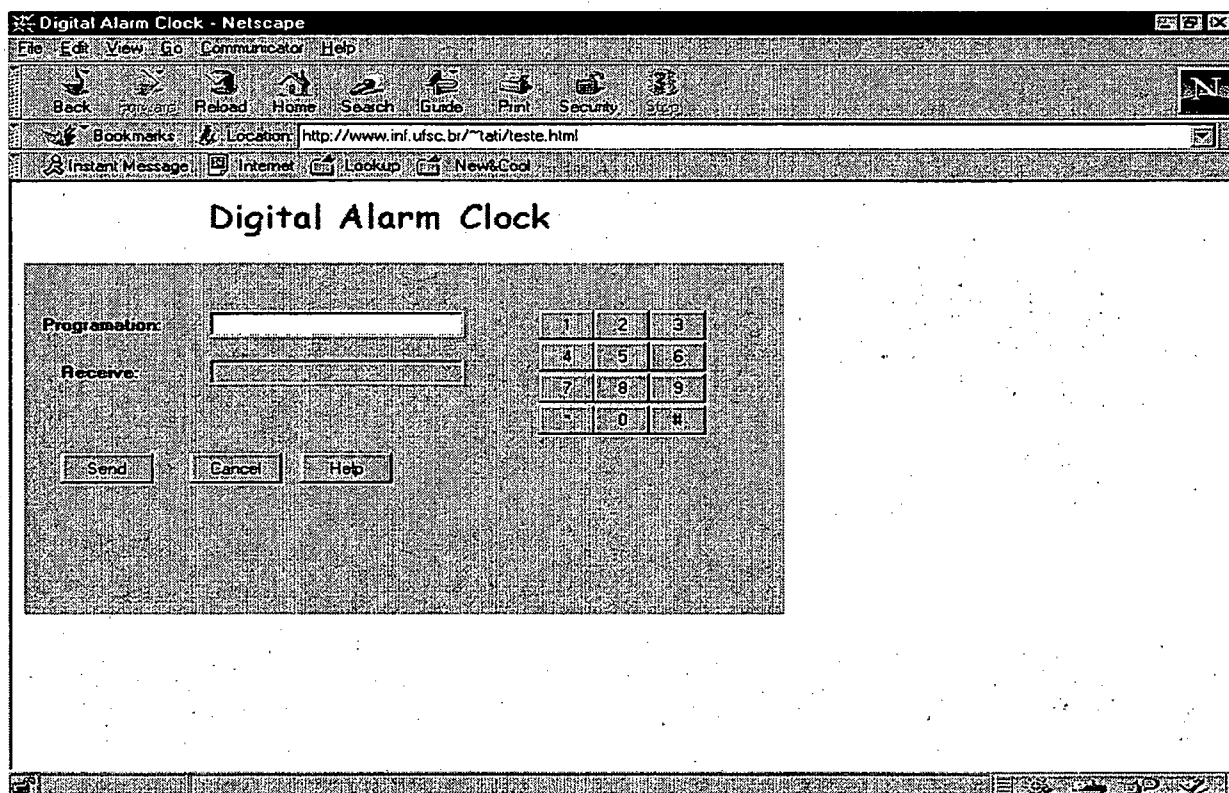 Digital Alarm Clock - Netscape
File Edit View Go Communicator Help
Back Forward Reload Home Search Guide Print Security Stop
N
Bookmarks Location: http://www.inf.ufsc.br/~tati/teste.html
Instant Message Internet Lookup New&Cool
Digital Alarm Clock
Programation:
1 2 3
4 5 6
Receive:
7 8 9
0 #
Send Cancel Help